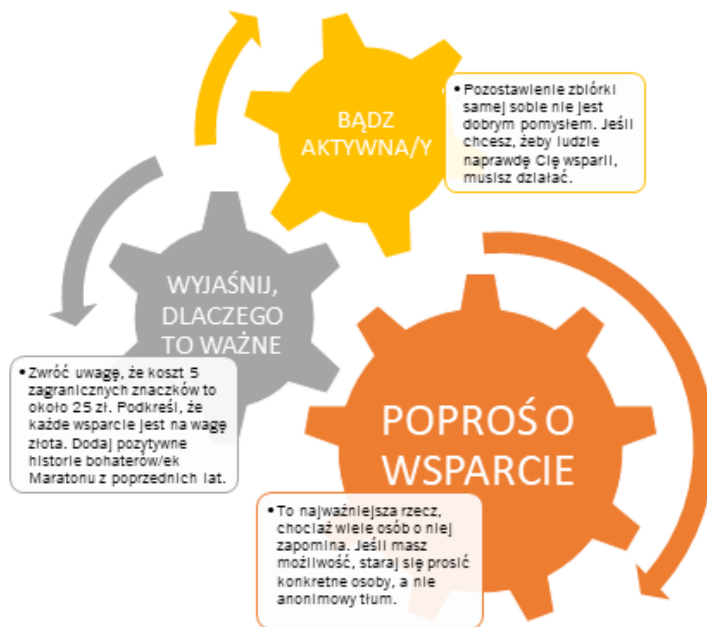 BĄDZ
AKTYWNA/Y
• Pozostawienie zbiórki
samej sobie nie jest
dobrym pomysłem. Jeśli
chcesz, żeby ludzie
naprawdę Cię wsparli,
musisz działać.
WYJAŚNIJ,
DLACZEGO
TO WAŻNE
• Zwróć uwagę, że koszt 5
zagranicznych znaczków to
około 25 zł. Podkreśl, że
każde wsparcie jest na wagę
złota. Dodaj pozytywne
historie bohaterów/ek
Maratonu z poprzednich lat.
POPROŚ O
WSPARCIE
• To najważniejsza rzecz,
chociaż wiele osób o niej
zapomina. Jeśli masz
możliwość, staraj się prosić
konkretne osoby, a nie
anonimowy tłum.